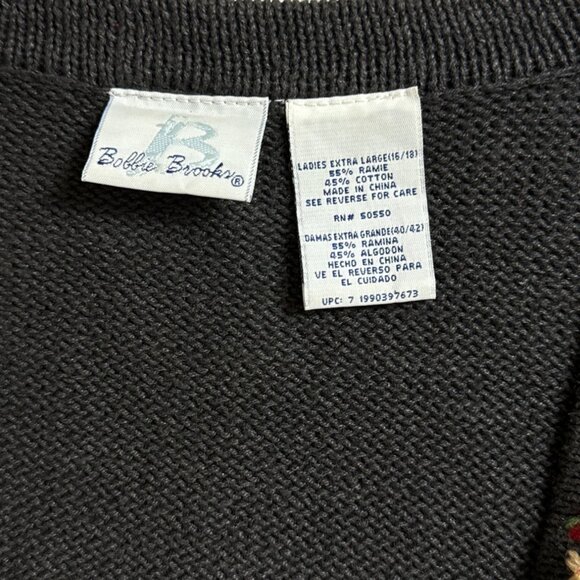 B
Bobbie Brooks®
LADIES EXTRA LARGE(16/18)
55% RAMIE
45% COTTON
MADE IN CHINA
SEE REVERSE FOR CARE
RN# 50550
DAMAS EXTRA GRANDE(40/42)
55% RAMINA
45% ALGODON
HECHO EN CHINA
VE EL REVERSO PARA
EL CUIDADO
UPC: 7 1990397673